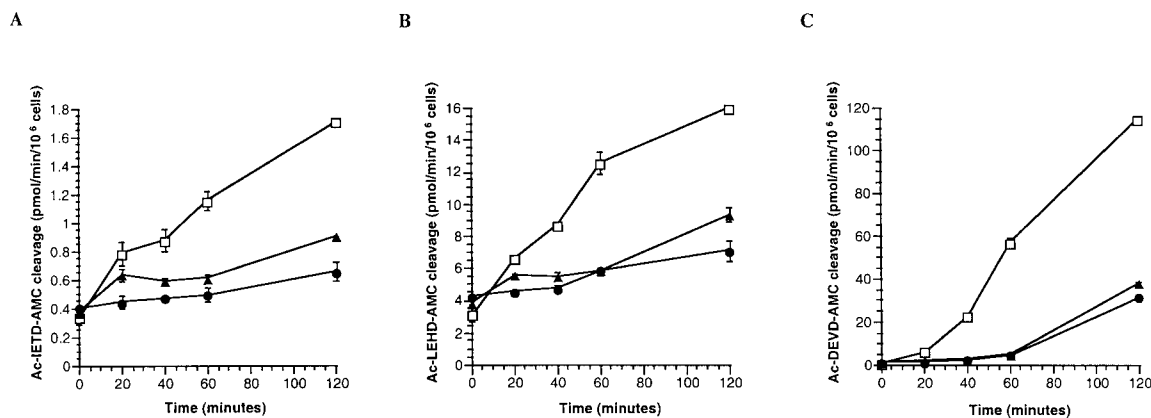 A
Ac-IETD-AMC cleavage (pmol/min/10⁶ cells)
1.8
1.6
1.4
1.2
1
0.8
0.6
0.4
0.2
0
0 20 40 60 80 100 120
Time (minutes)
B
Ac-LEHD-AMC cleavage (pmol/min/10⁶ cells)
16
14
12
10
8
6
4
2
0
0 20 40 60 80 100 120
Time (minutes)
C
Ac-DEVD-AMC cleavage (pmol/min/10⁶ cells)
120
100
80
60
40
20
0
0 20 40 60 80 100 120
Time (minutes)